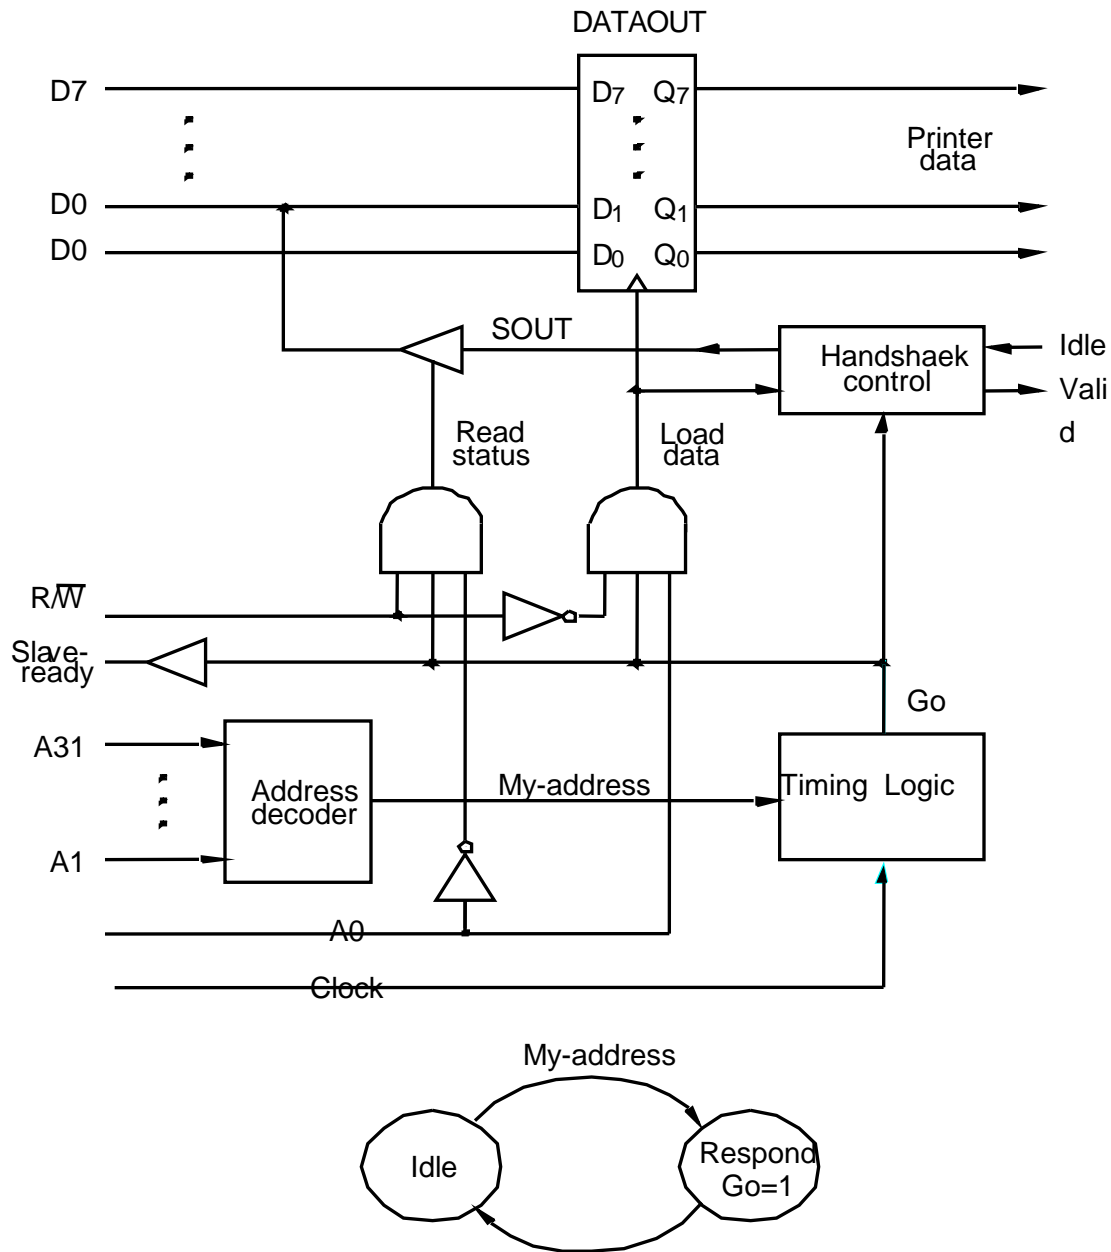 DATAOUT
D7 D7 Q7
Printer
data
D0 D1 Q1
D0 D0 Q0
SOUT
Handshaek
control
Idle
Vali
d
Read
status
Load
data
R/W̅
Slave-
ready
Go
A31
Timing Logic
My-address
Address
decoder
A1
A0
Clock
My-address
Idle
Respond
Go=1